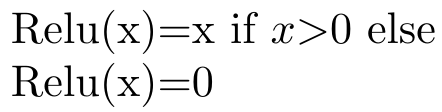 Relu(x)=x if x>0 else
Relu(x)=0